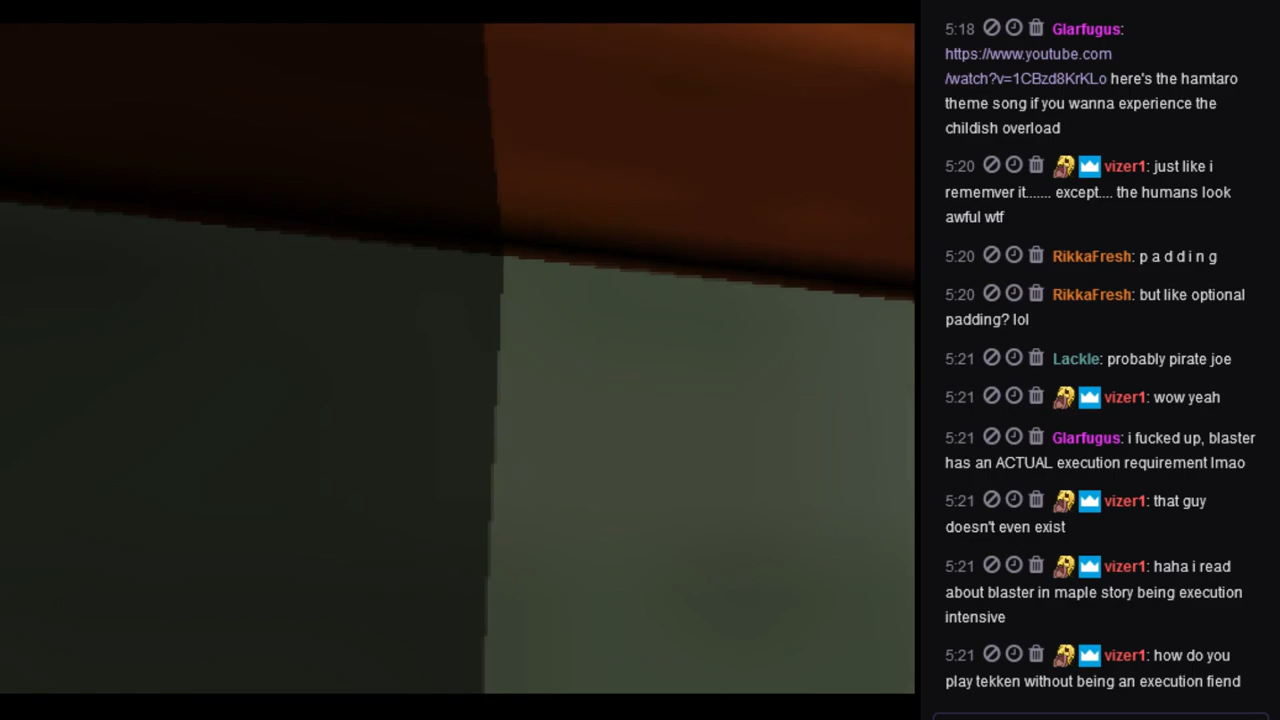 5:18 Glarfugus:
https://www.youtube.com
/watch?v=1CBzd8KrKLo here's the hamtaro
theme song if you wanna experience the
childish overload
5:20 vizer1: just like i
rememver it....... except.... the humans look
awful wtf
5:20 RikkaFresh: p a d d i n g
5:20 RikkaFresh: but like optional
padding? lol
5:21 Lackle: probably pirate joe
5:21 vizer1: wow yeah
5:21 Glarfugus: i fucked up, blaster
has an ACTUAL execution requirement lmao
5:21 vizer1: that guy
doesn't even exist
5:21 vizer1: haha i read
about blaster in maple story being execution
intensive
5:21 vizer1: how do you
play tekken without being an execution fiend